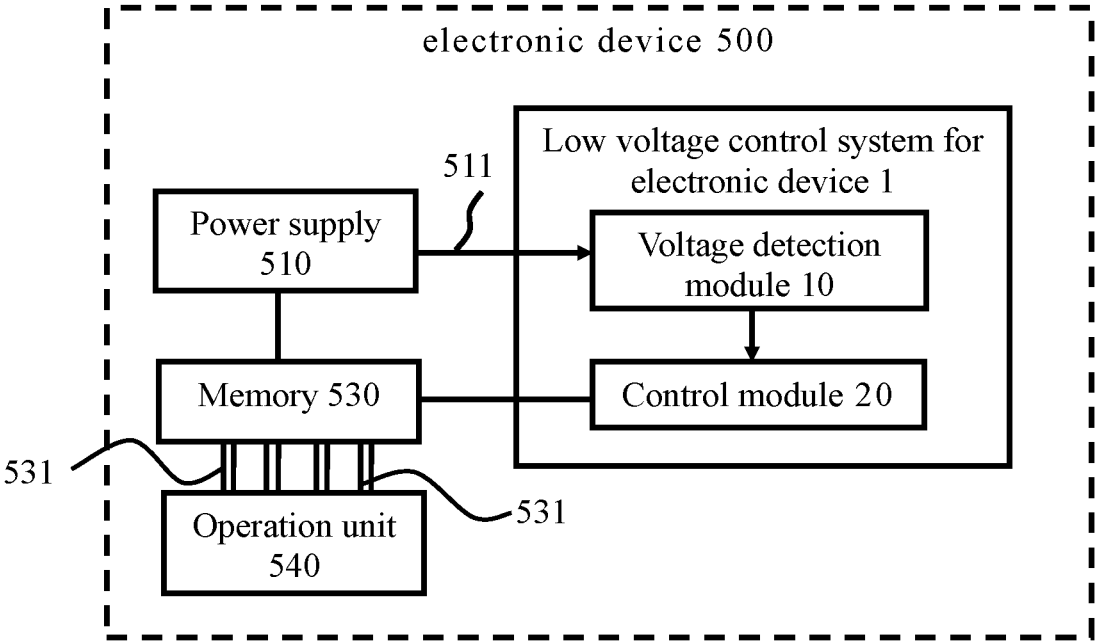 electronic device 500
Low voltage control system for
electronic device 1
511
Power supply
510
Voltage detection
module 10
Memory 530
Control module 20
531
531
Operation unit
540